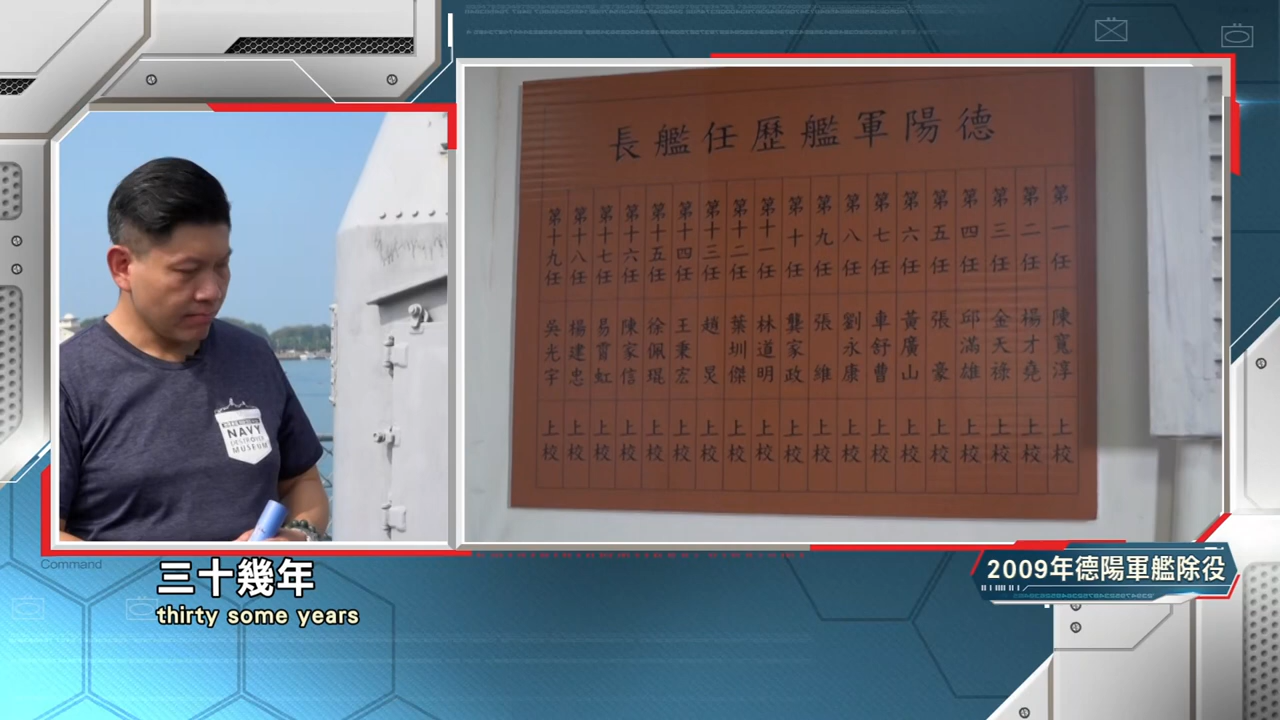 德陽軍艦歷任艦長
第一任 陳寬淳 上校
第二任 楊才堯 上校
第三任 金天祿 上校
第四任 邱滿雄 上校
第五任 張豪 上校
第六任 黃廣山 上校
第七任 車舒曹 上校
第八任 劉永康 上校
第九任 張維 上校
第十任 龔家政 上校
第十一任 林道明 上校
第十二任 葉圳傑 上校
第十三任 趙炅 上校
第十四任 王秉宏 上校
第十五任 徐佩琨 上校
第十六任 陳家信 上校
第十七任 易霄虹 上校
第十八任 楊建忠 上校
第十九任 吳光宇 上校
NAVY
DESTROYER
MUSEUM
2009年德陽軍艦除役
Command
三十幾年
thirty some years